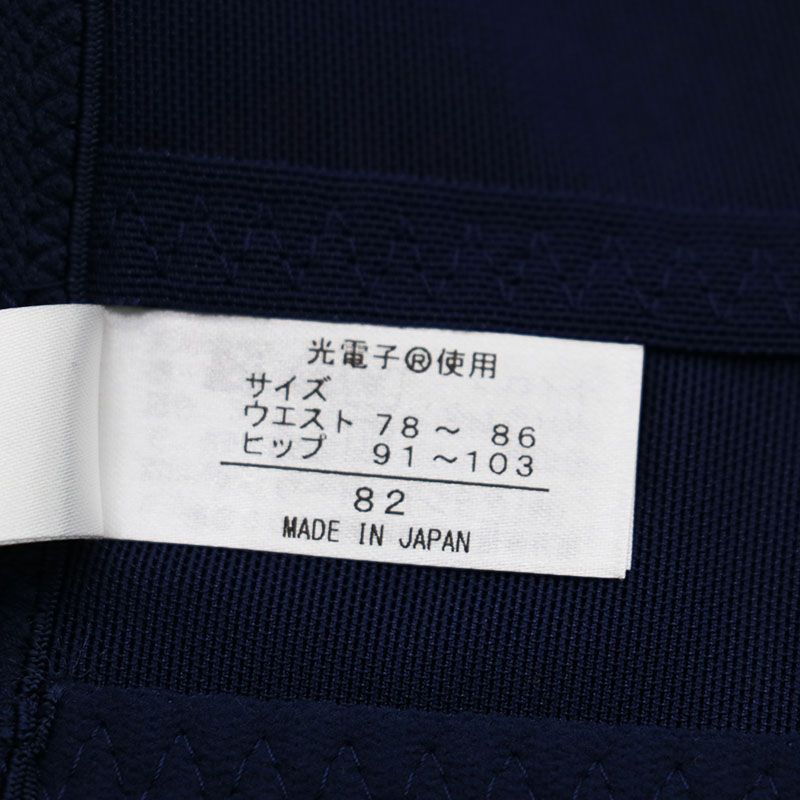 光電子®使用
サイズ
ウエスト 78～ 86
ヒップ 91～103
82
MADE IN JAPAN